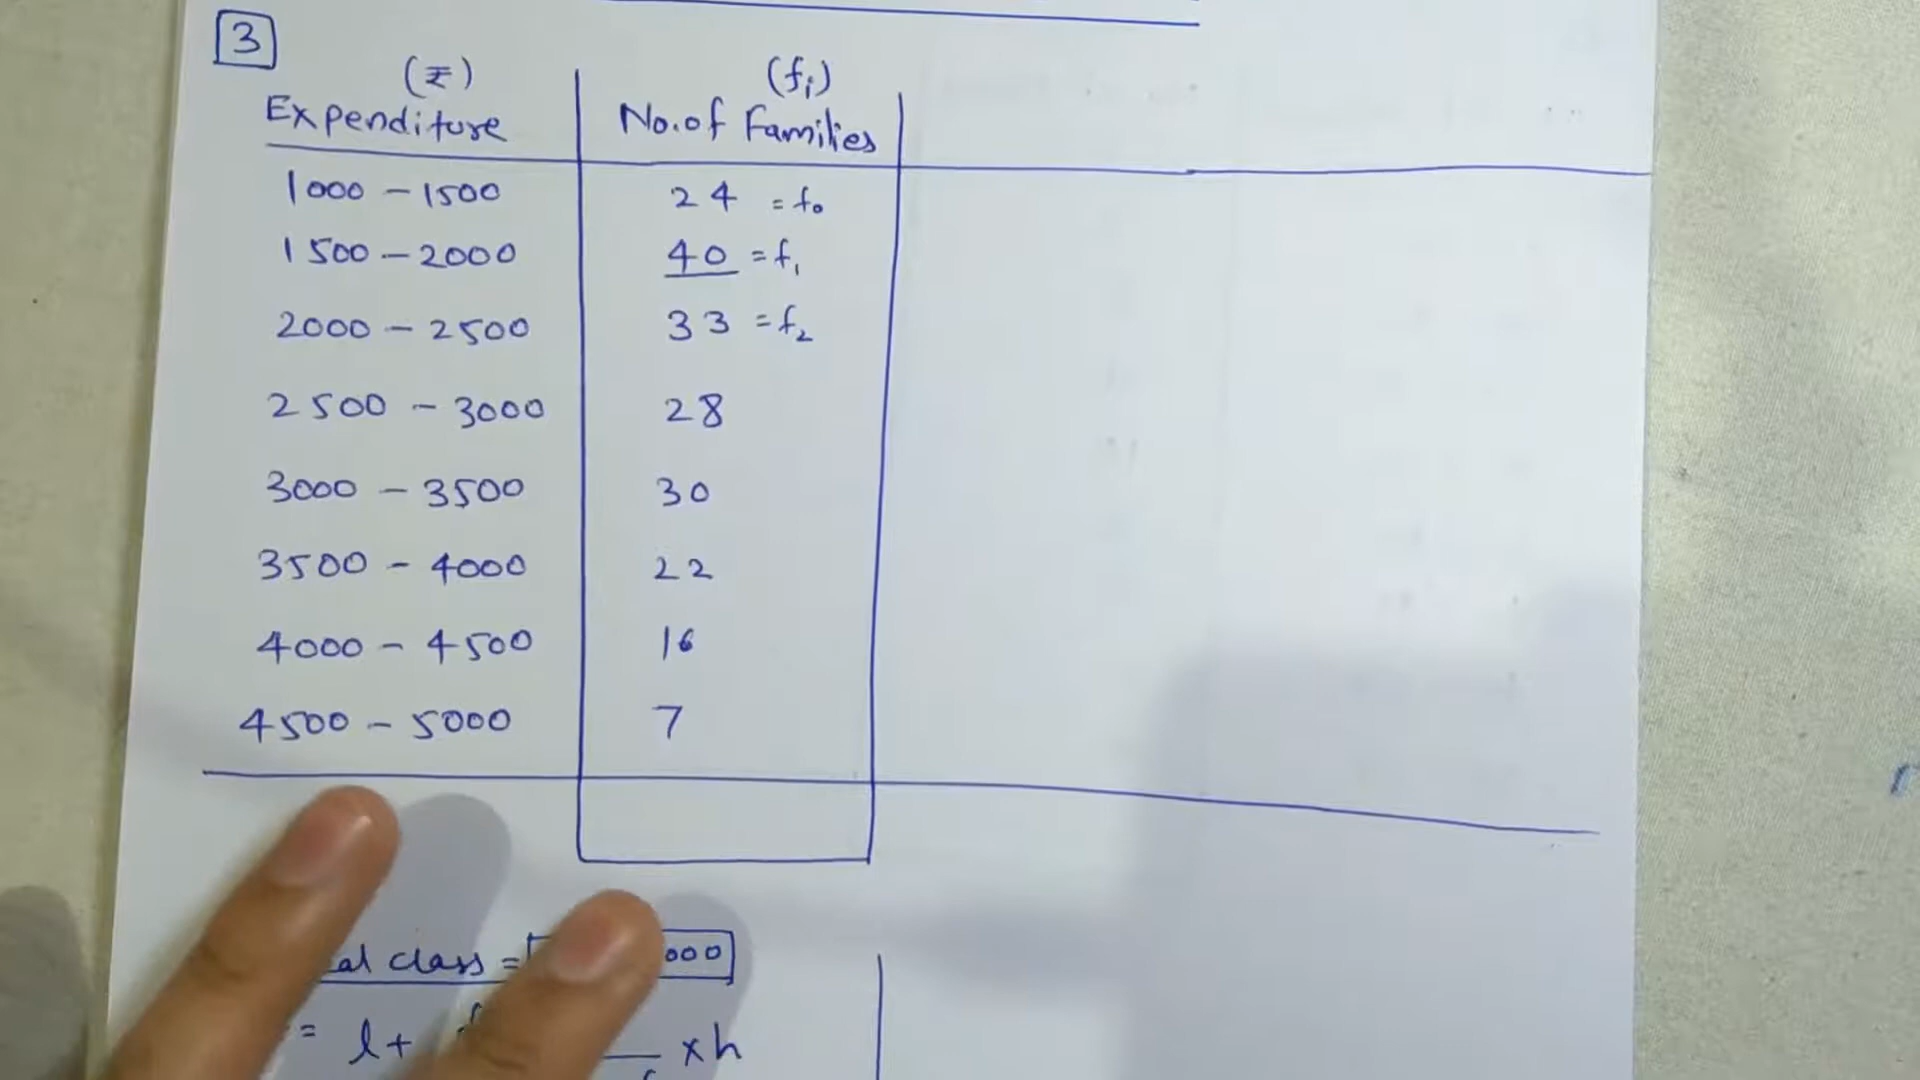 3
(₹) (fi)
Expenditure No. of Families
1000 - 1500 24 = f₀
1500 - 2000 40 = f₁
2000 - 2500 33 = f₂
2500 - 3000 28
3000 - 3500 30
3500 - 4000 22
4000 - 4500 16
4500 - 5000 7
class = 000
= l + × h